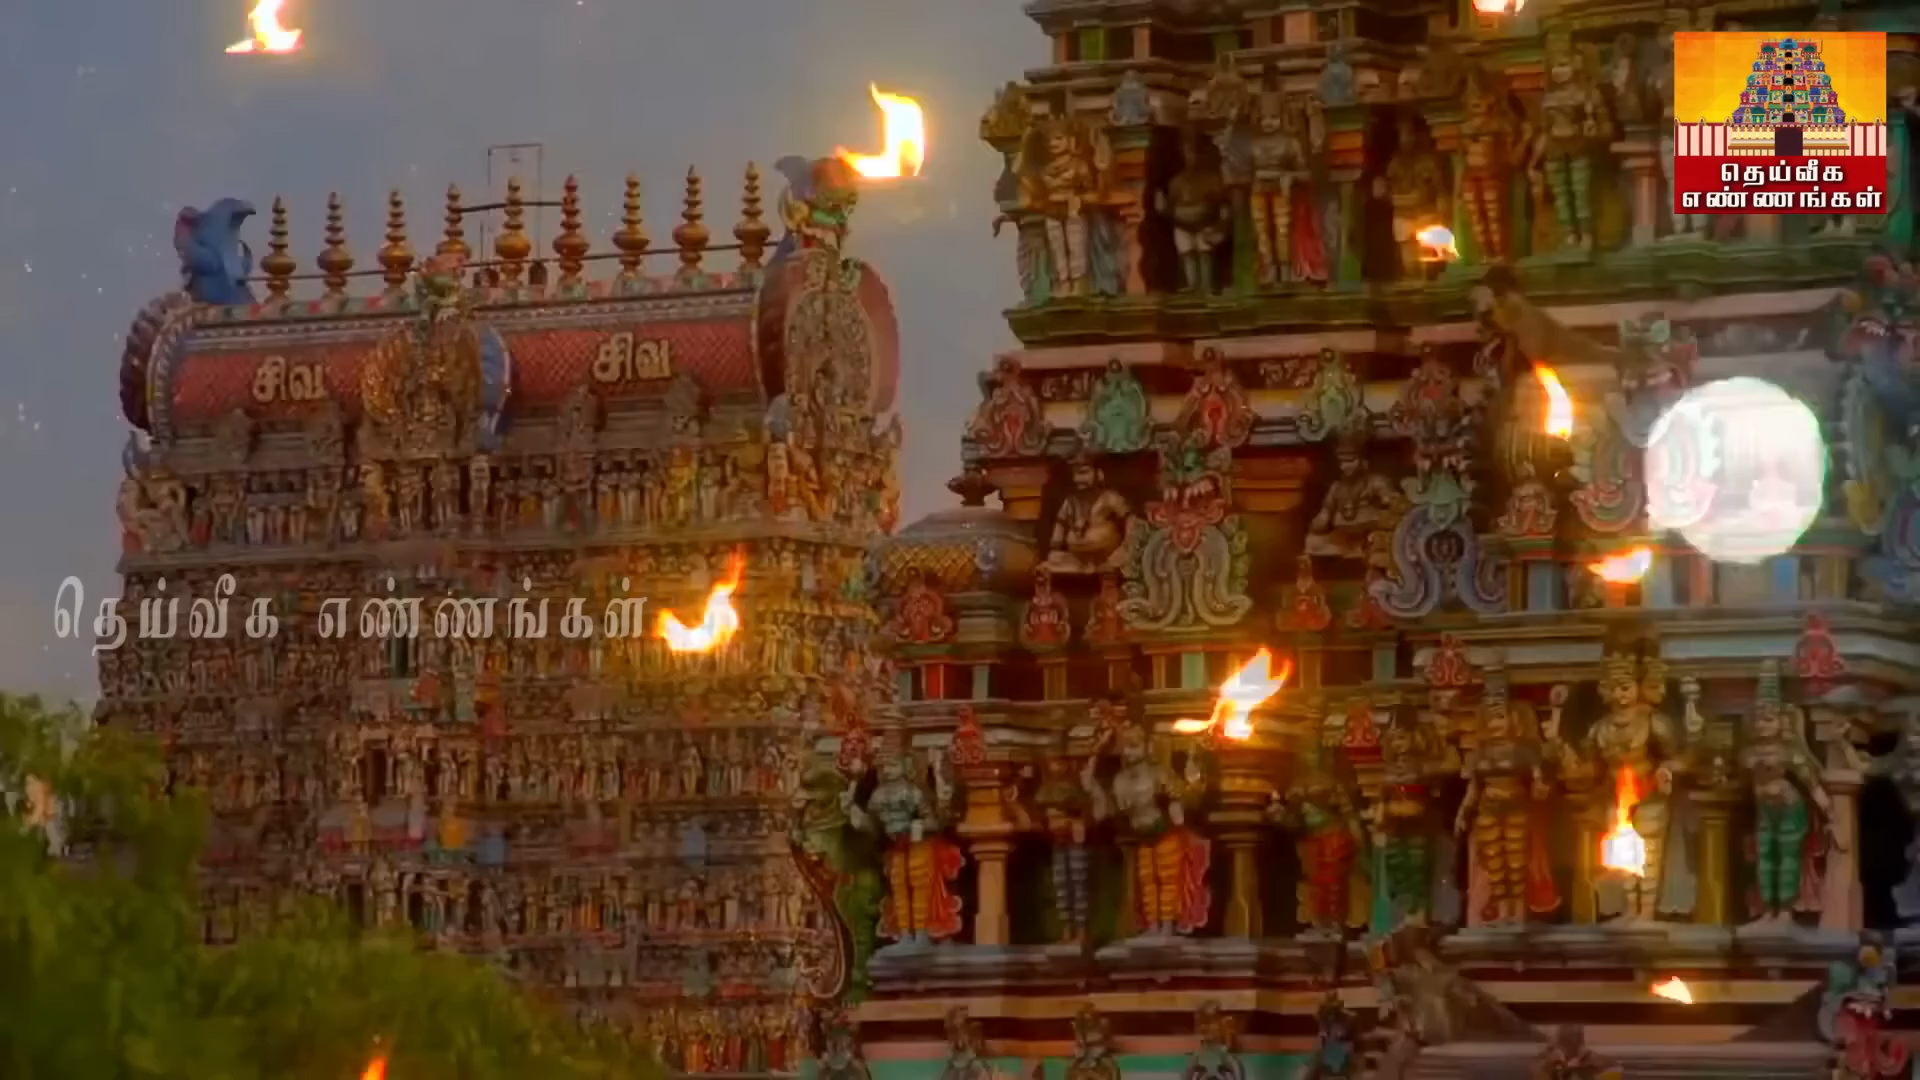 தெய்வீக
எண்ணங்கள்
சிவ சிவ
தெய்வீக எண்ணங்கள்